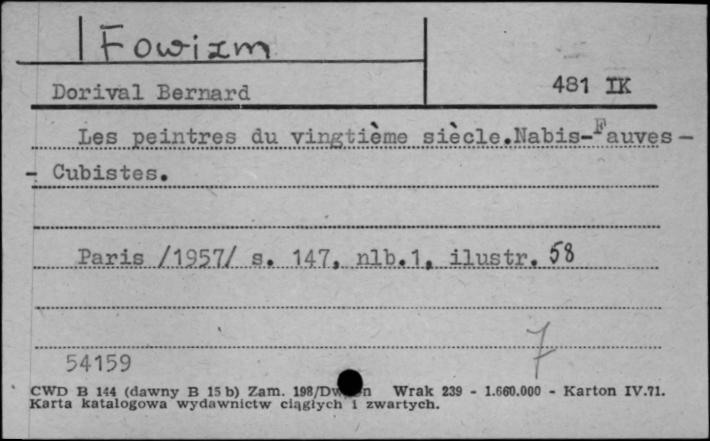 Fowizm
Dorival Bernard 481 IK
Les peintres du vingtième siècle.Nabis-Fauves-
- Cubistes.
Paris /1957/ s. 147, nlb.1, ilustr. 58
7
54159
CWD B 144 (dawny B 15 b) Zam. 198/ Wrak 239 - 1.660.000 - Karton IV.71.
Karta katalogowa wydawnictw ciągłych i zwartych.